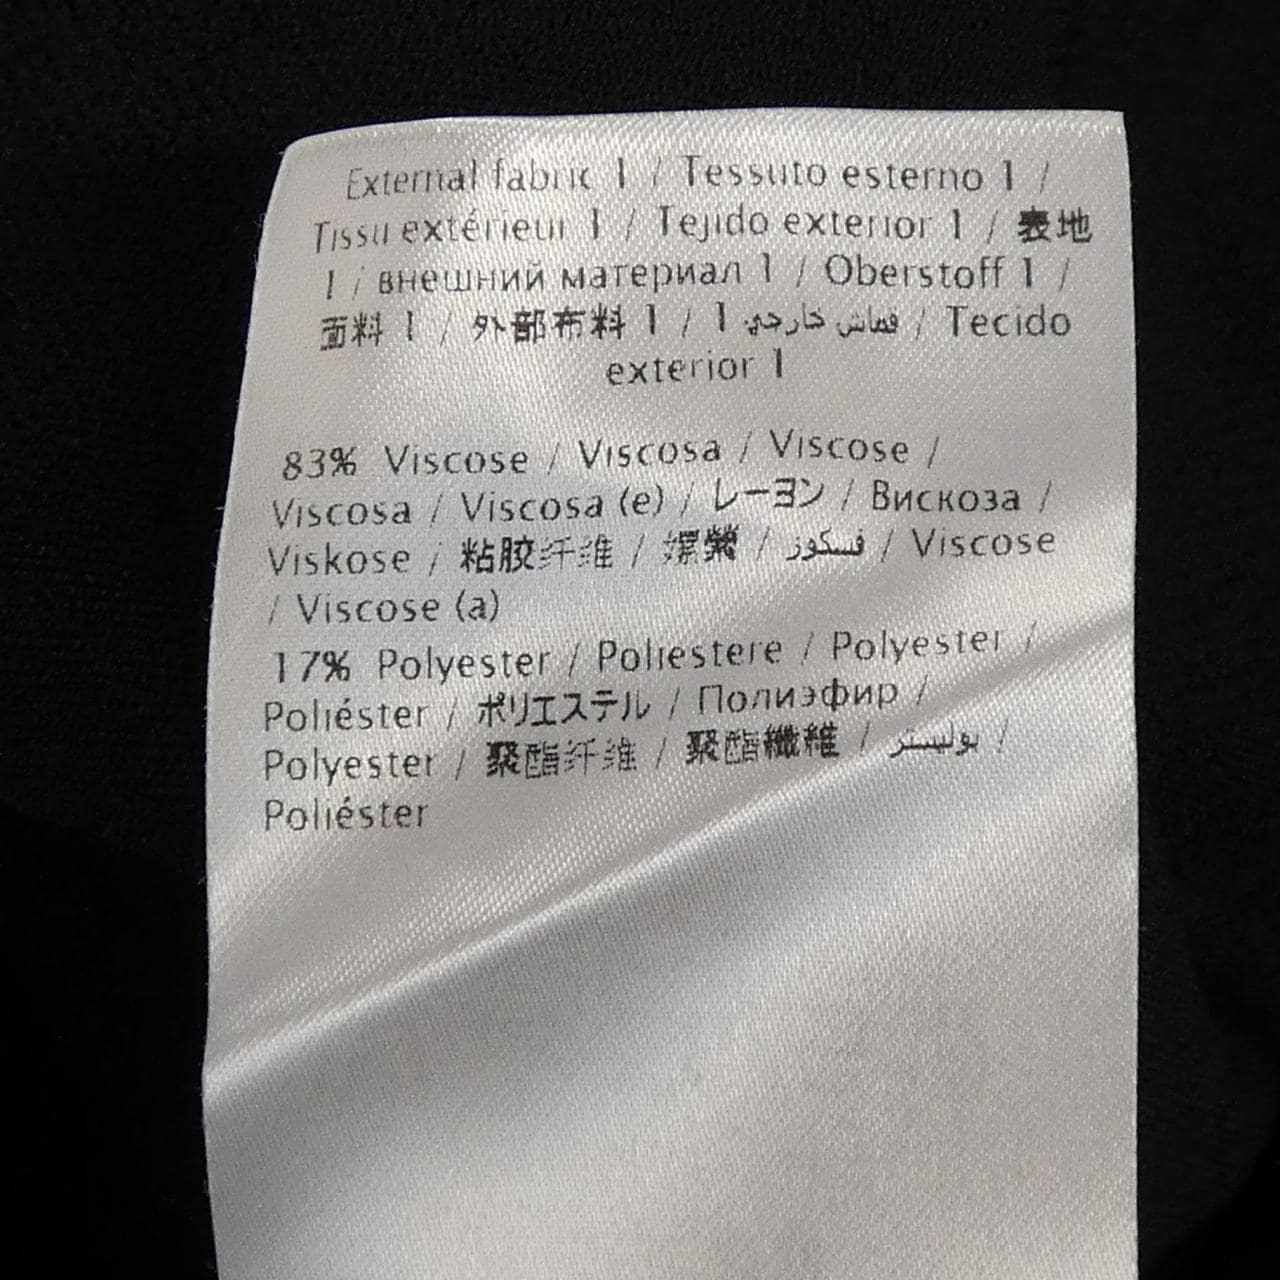 External fabric 1 / Tessuto esterno 1 /
Tissu extérieur 1 / Tejido exterior 1 / 表地
1 / внешний материал 1 / Oberstoff 1 /
面料 1 / 外部布料 1 / قماش خارجي 1 / Tecido
exterior 1
83% Viscose / Viscosa / Viscose /
Viscosa / Viscosa (e) / レーヨン / Вискоза /
Viskose / 粘胶纤维 / 嫘縈 / فسكوز / Viscose
/ Viscose (a)
17% Polyester / Poliestere / Polyester /
Poliéster / ポリエステル / Полиэфир /
Polyester / 聚酯纤维 / 聚酯纖維 / بوليستر /
Poliéster